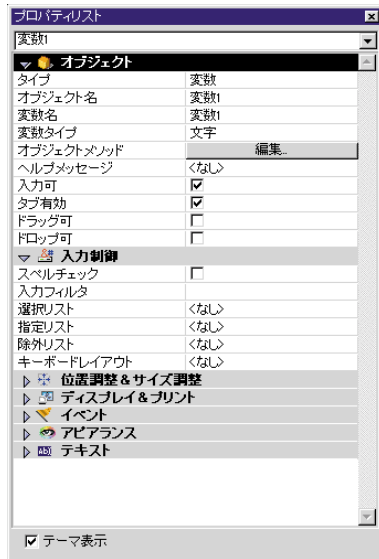 プロパティリスト
変数1
オブジェクト
タイプ 変数
オブジェクト名 変数1
変数名 変数1
変数タイプ 文字
オブジェクトメソッド 編集...
ヘルプメッセージ <なし>
入力可
タブ有効
ドラッグ可
ドロップ可
入力制御
スペルチェック
入力フィルタ
選択リスト <なし>
指定リスト <なし>
除外リスト <なし>
キーボードレイアウト <なし>
位置調整&サイズ調整
ディスプレイ&プリント
イベント
アピアランス
テキスト
テーマ表示